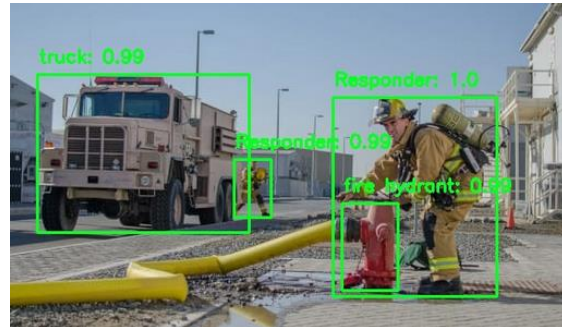 truck: 0.99
Responder: 1.0
Responder: 0.99
fire hydrant: 0.99